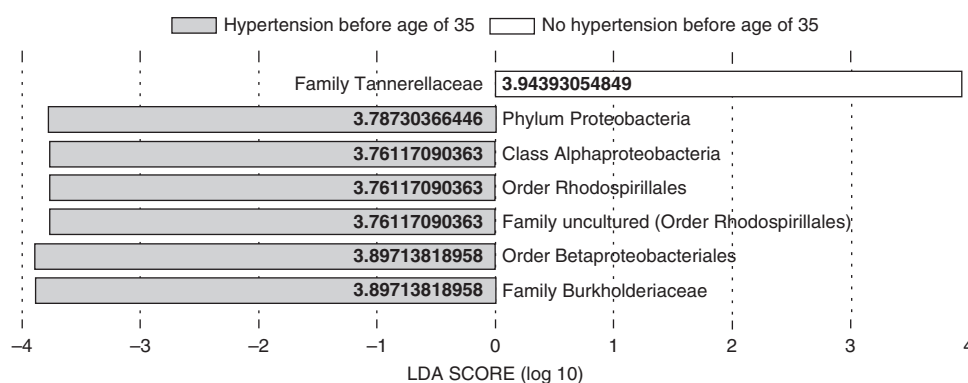 Hypertension before age of 35 No hypertension before age of 35
Family Tannerellaceae 3.94393054849
3.78730366446 Phylum Proteobacteria
3.76117090363 Class Alphaproteobacteria
3.76117090363 Order Rhodospirillales
3.76117090363 Family uncultured (Order Rhodospirillales)
3.89713818958 Order Betaproteobacteriales
3.89713818958 Family Burkholderiaceae
–4 –3 –2 –1 0 1 2 3 4
LDA SCORE (log 10)